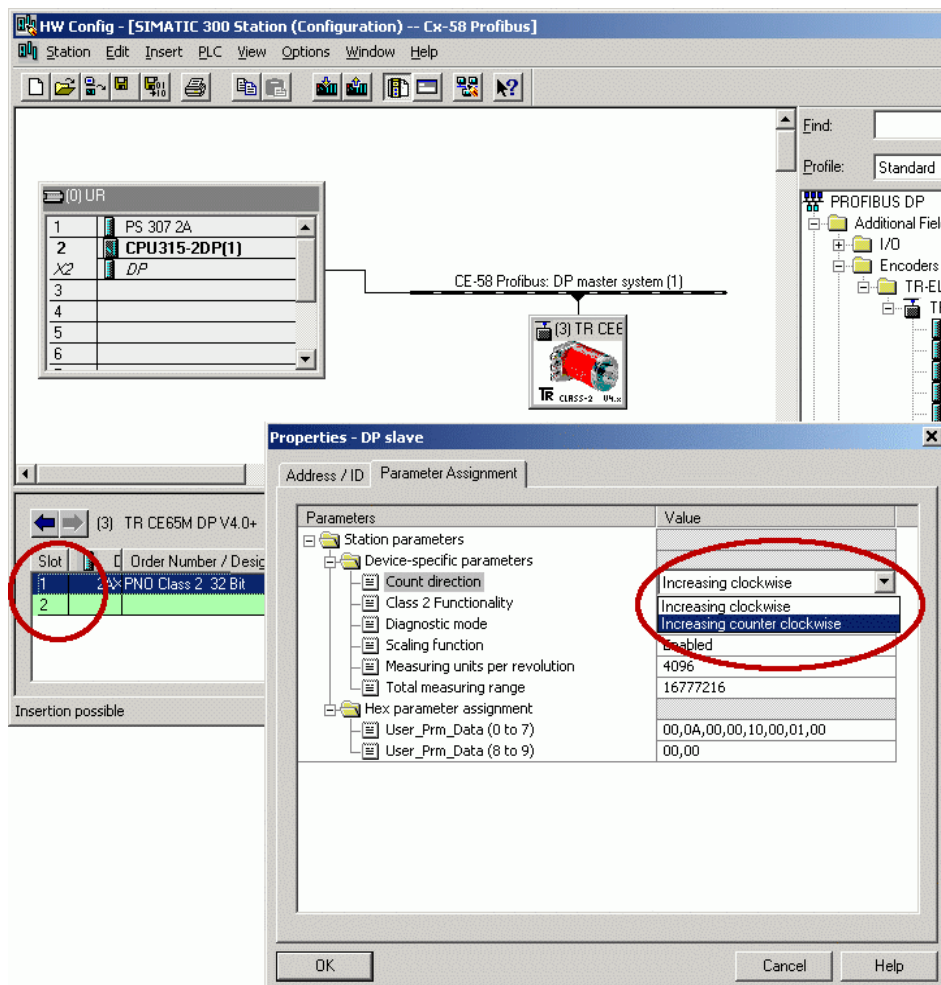 HW Config - [SIMATIC 300 Station (Configuration) -- Cx-58 Profibus]
Station Edit Insert PLC View Options Window Help
Find:
Profile: Standard
(0) UR
1 PS 307 2A
2 CPU315-2DP(1)
X2 DP
3
4
5
6
CE-58 Profibus: DP master system (1)
(3) TR CE6
TR CLASS-2 V4.x
PROFIBUS DP
Additional Fiel
I/O
Encoders
TR-EL
(3) TR CE65M DP V4.0+
Slot Order Number / Desig
1 2AX PNO Class 2 32 Bit
2
Insertion possible
Properties - DP slave
Address / ID Parameter Assignment
Parameters Value
Station parameters
Device-specific parameters
Count direction Increasing clockwise
Increasing clockwise
Class 2 Functionality
Increasing counter clockwise
Diagnostic mode
Scaling function Enabled
Measuring units per revolution 4096
Total measuring range 16777216
Hex parameter assignment
User_Prm_Data (0 to 7) 00,0A,00,00,10,00,01,00
User_Prm_Data (8 to 9) 00,00
OK Cancel Help